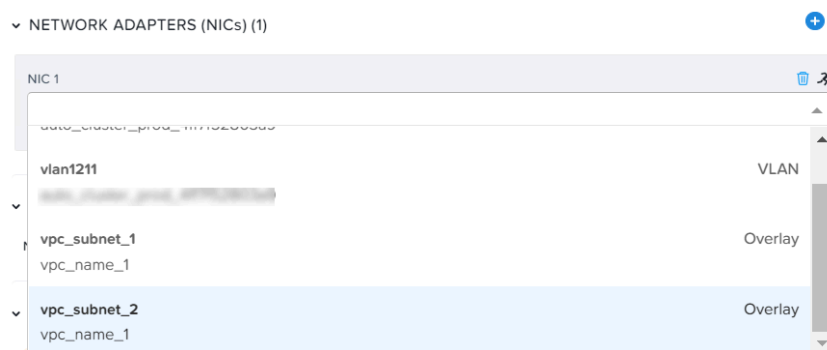 NETWORK ADAPTERS (NICs) (1)
NIC 1
vlan1211 VLAN
vpc_subnet_1 Overlay
vpc_name_1
vpc_subnet_2 Overlay
vpc_name_1